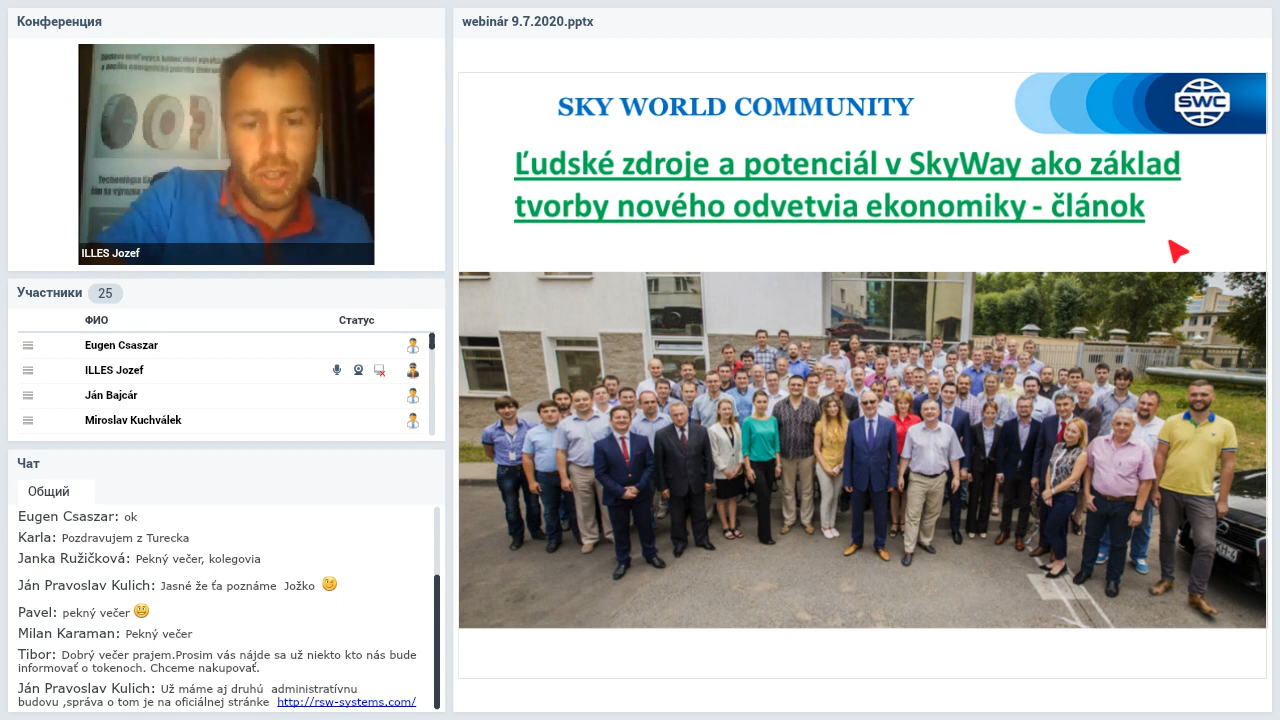 Конференция
ILLES Jozef
Участники 25
ФИО Статус
Eugen Csaszar
ILLES Jozef
Ján Bajcár
Miroslav Kuchválek
Чат
Общий
Eugen Csaszar: ok
Karla: Pozdravujem z Turecka
Janka Ružičková: Pekný večer, kolegovia
Ján Pravoslav Kulich: Jasné že ťa poznáme Jožko
Pavel: pekný večer
Milan Karaman: Pekný večer
Tibor: Dobrý večer prajem.Prosim vás nájde sa už niekto kto nás bude
informovať o tokenoch. Chceme nakupovať.
Ján Pravoslav Kulich: Už máme aj druhú administratívnu
budovu ,správa o tom je na oficiálnej stránke http://rsw-systems.com/
webinár 9.7.2020.pptx
SKY WORLD COMMUNITY
SWC
Ľudské zdroje a potenciál v SkyWay ako základ
tvorby nového odvetvia ekonomiky - článok